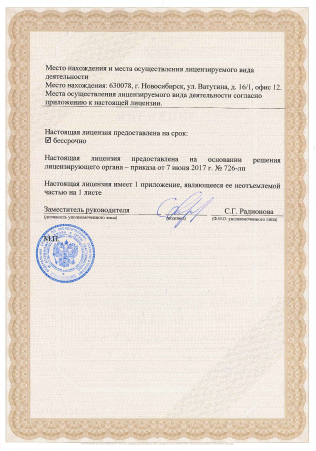 Место нахождения и места осуществления лицензируемого вида
деятельности
Место нахождения: 630078, г. Новосибирск, ул. Ватутина, д. 16/1, офис 12.
Места осуществления лицензируемого вида деятельности согласно
приложению к настоящей лицензии.
Настоящая лицензия предоставлена на срок:
☑ бессрочно
Настоящая лицензия предоставлена на основании решения
лицензирующего органа – приказа от 7 июня 2017 г. № 726-лп
Настоящая лицензия имеет 1 приложение, являющееся ее неотъемлемой
частью на 1 листе
Заместитель руководителя С.Г. Радионова
(должность уполномоченного лица) (подпись) (Ф.И.О. уполномоченного лица)
М.П.